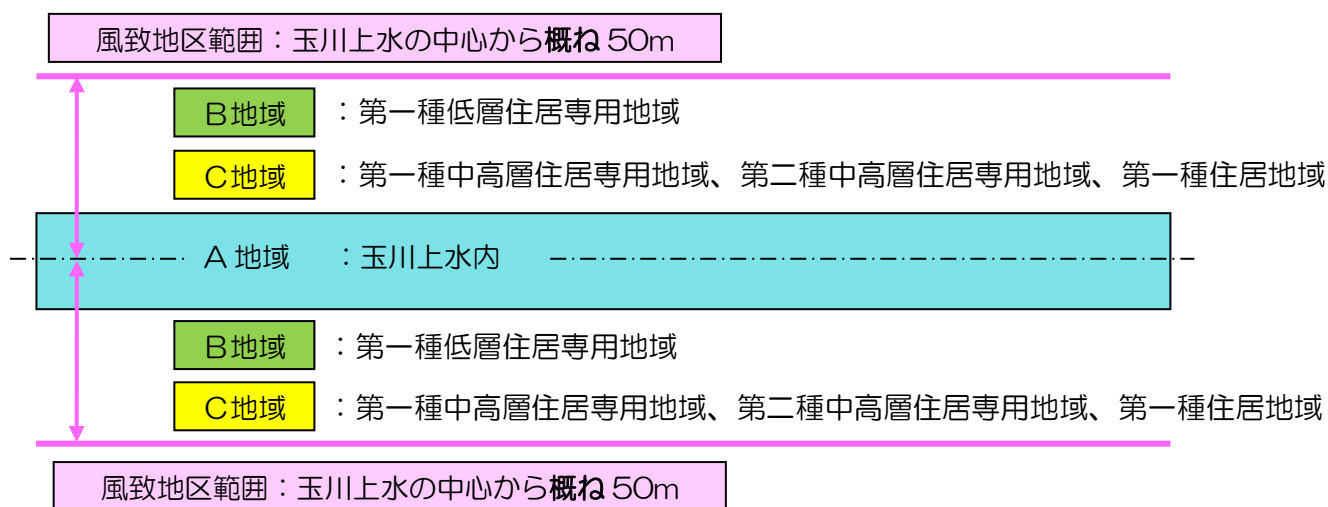 風致地区範囲：玉川上水の中心から概ね50m
B地域：第一種低層住居専用地域
C地域：第一種中高層住居専用地域、第二種中高層住居専用地域、第一種住居地域
A地域：玉川上水内
B地域：第一種低層住居専用地域
C地域：第一種中高層住居専用地域、第二種中高層住居専用地域、第一種住居地域
風致地区範囲：玉川上水の中心から概ね50m